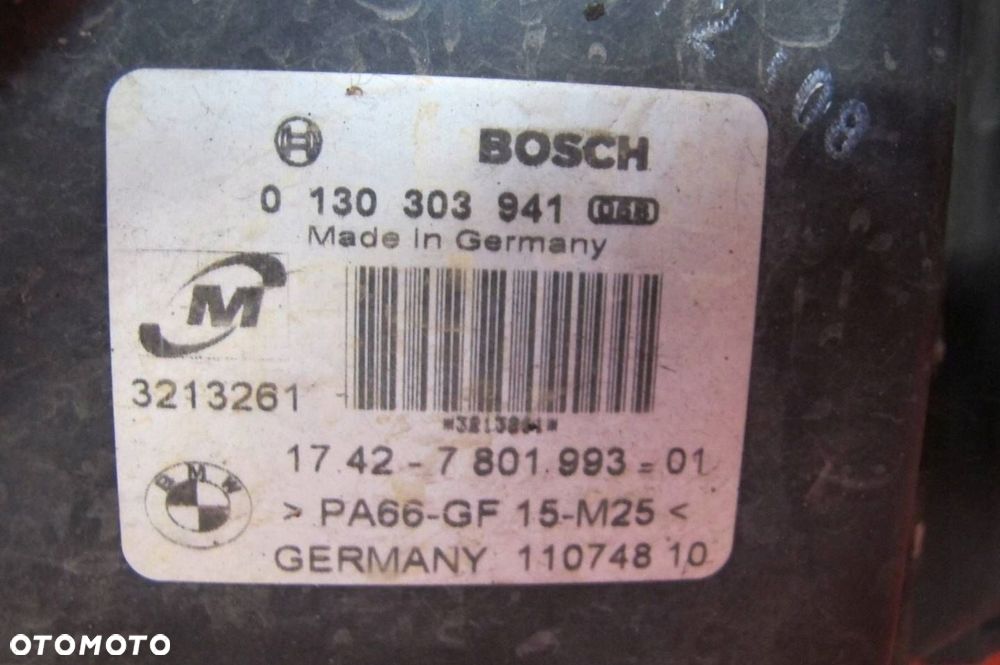 BOSCH
0 130 303 941
Made in Germany
M
3213261
17.42-7 801.993=01
BMW
> PA66-GF 15-M25 <
GERMANY 110748 10
OTOMOTO